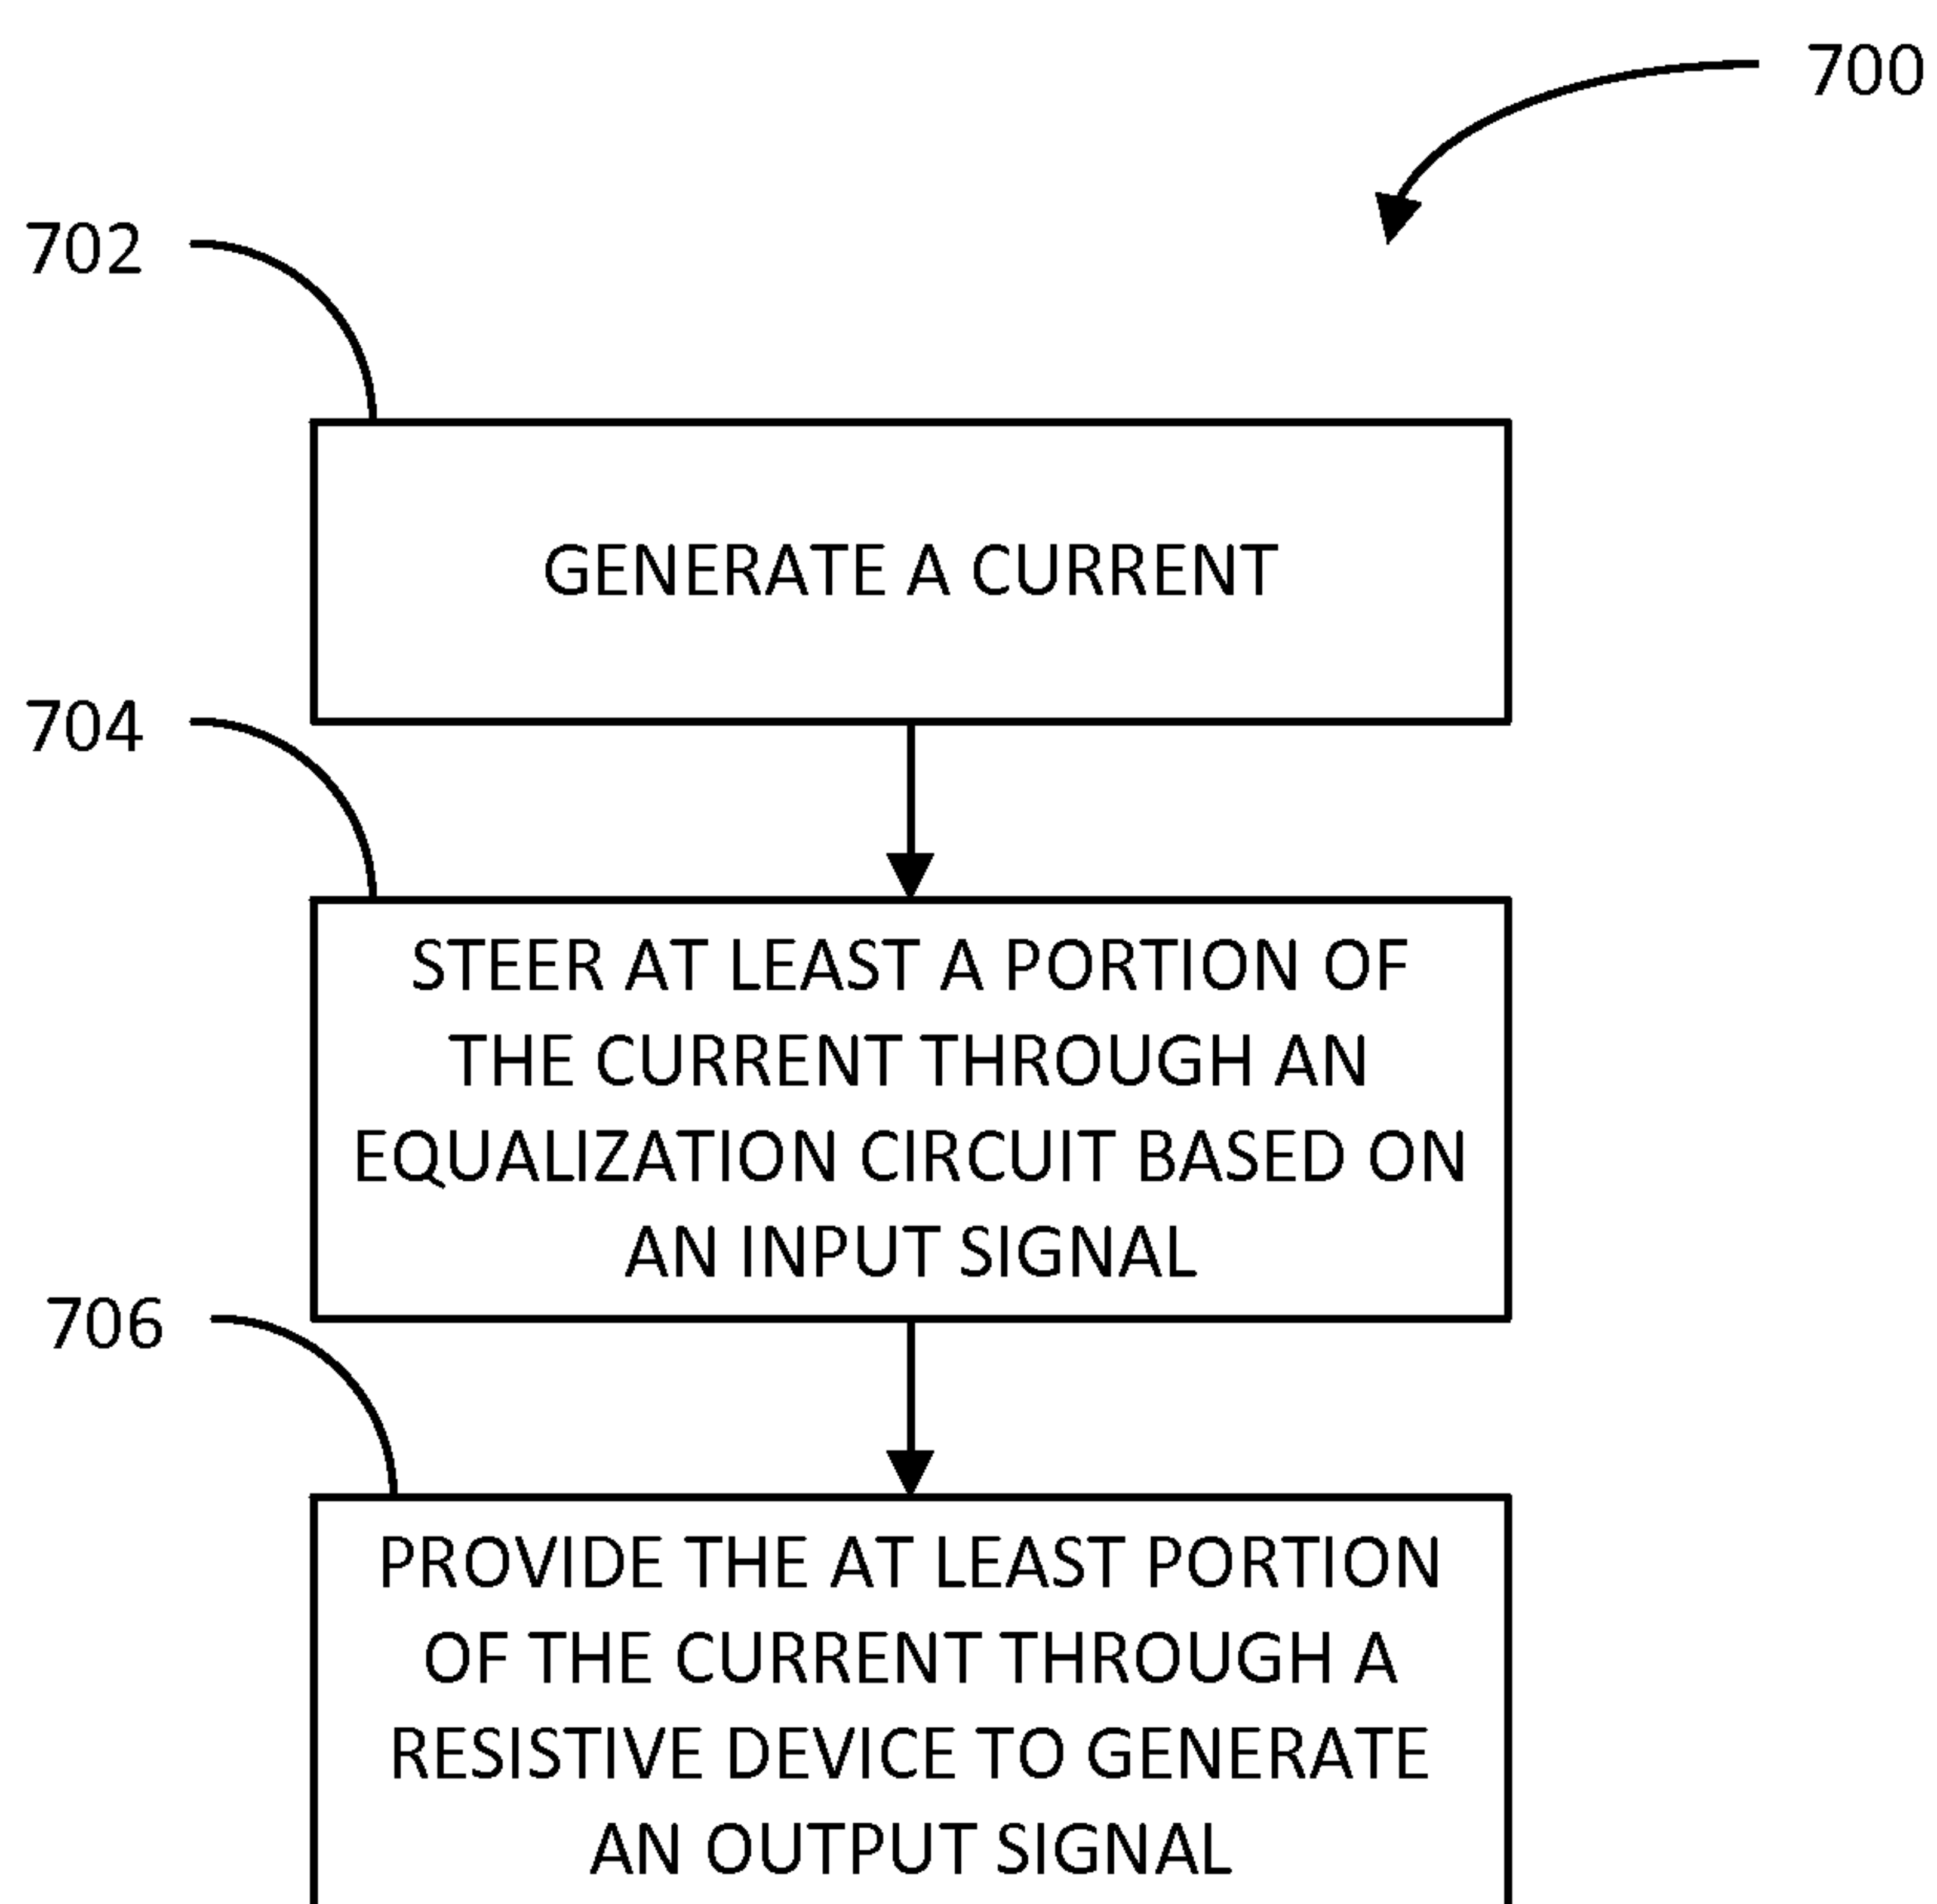 700
702
GENERATE A CURRENT
704
STEER AT LEAST A PORTION OF
THE CURRENT THROUGH AN
EQUALIZATION CIRCUIT BASED ON
AN INPUT SIGNAL
706
PROVIDE THE AT LEAST PORTION
OF THE CURRENT THROUGH A
RESISTIVE DEVICE TO GENERATE
AN OUTPUT SIGNAL